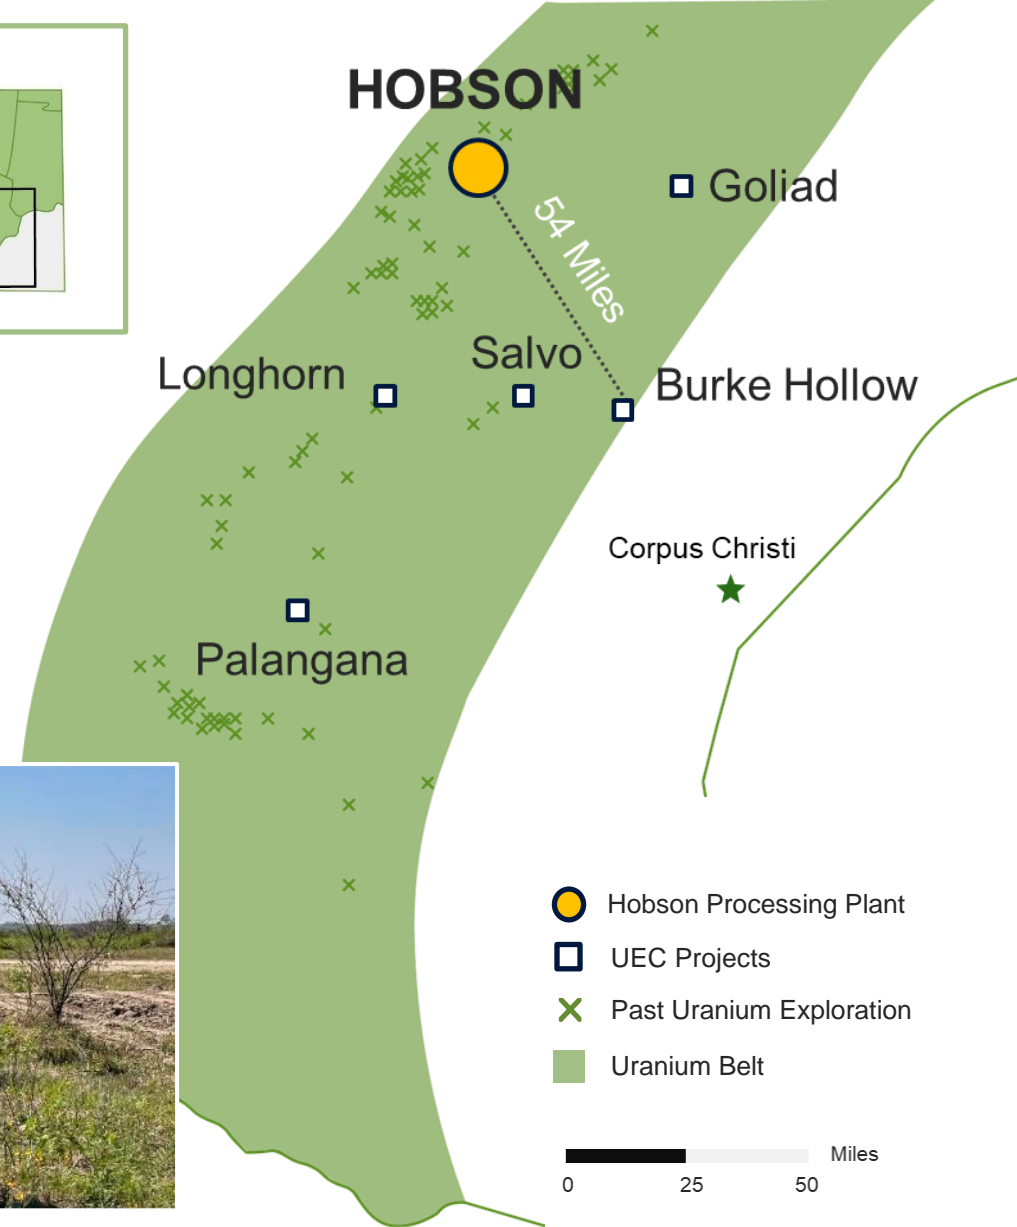 HOBSON
Goliad
54 Miles
Salvo
Longhorn
Burke Hollow
Corpus Christi
Palangana
Hobson Processing Plant
UEC Projects
Past Uranium Exploration
Uranium Belt
Miles
0 25 50